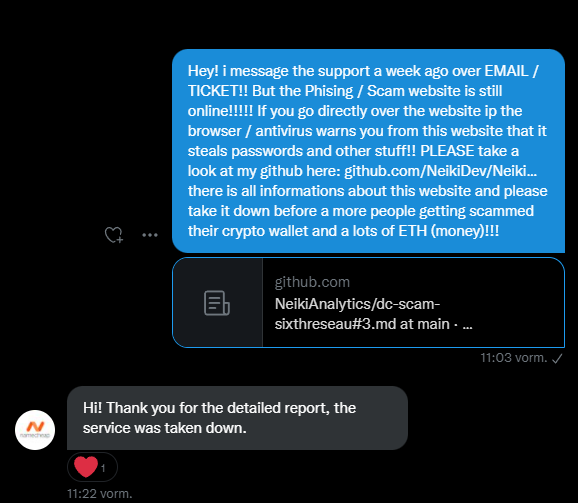 Hey! i message the support a week ago over EMAIL /
TICKET!! But the Phising / Scam website is still
online!!!!! If you go directly over the website ip the
browser / antivirus warns you from this website that it
steals passwords and other stuff!! PLEASE take a
look at my github here: github.com/NeikiDev/Neiki...
there is all informations about this website and please
take it down before a more people getting scammed
their crypto wallet and a lots of ETH (money)!!!
github.com
NeikiAnalytics/dc-scam-
sixthreseau#3.md at main · ...
11:03 vorm.
Hi! Thank you for the detailed report, the
service was taken down.
namecheap
1
11:22 vorm.